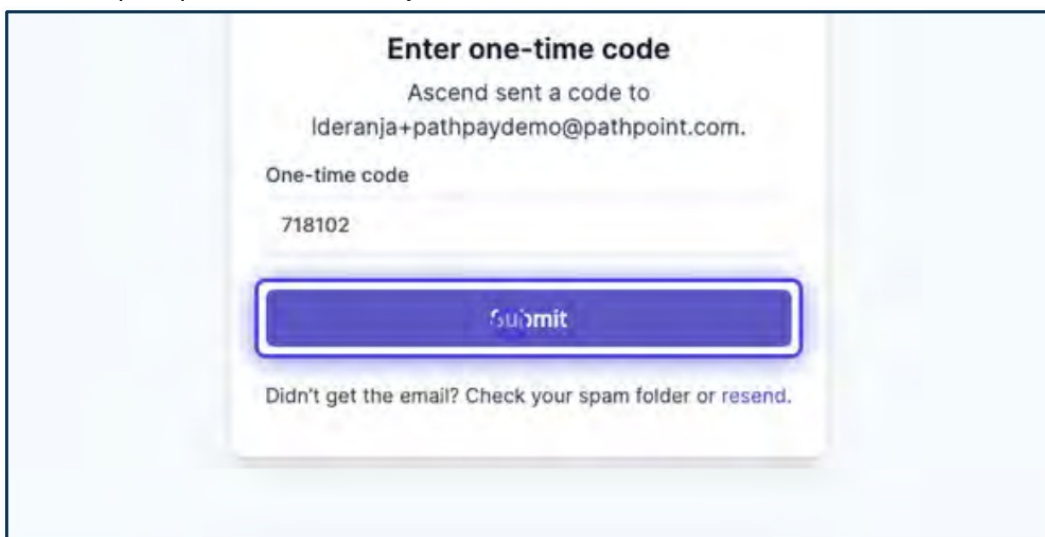 Enter one-time code
Ascend sent a code to
lderanja+pathpaydemo@pathpoint.com.
One-time code
718102
Submit
Didn't get the email? Check your spam folder or resend.